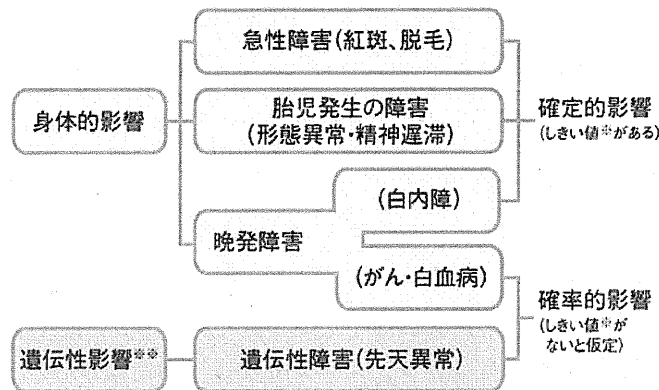 急性障害(紅斑、脱毛)
身体的影響
胎児発生の障害
(形態異常・精神遅滞)
確定的影響
(しきい値※がある)
(白内障)
晩発障害
(がん・白血病)
確率的影響
(しきい値※が
ないと仮定)
遺伝性影響※※
遺伝性障害(先天異常)